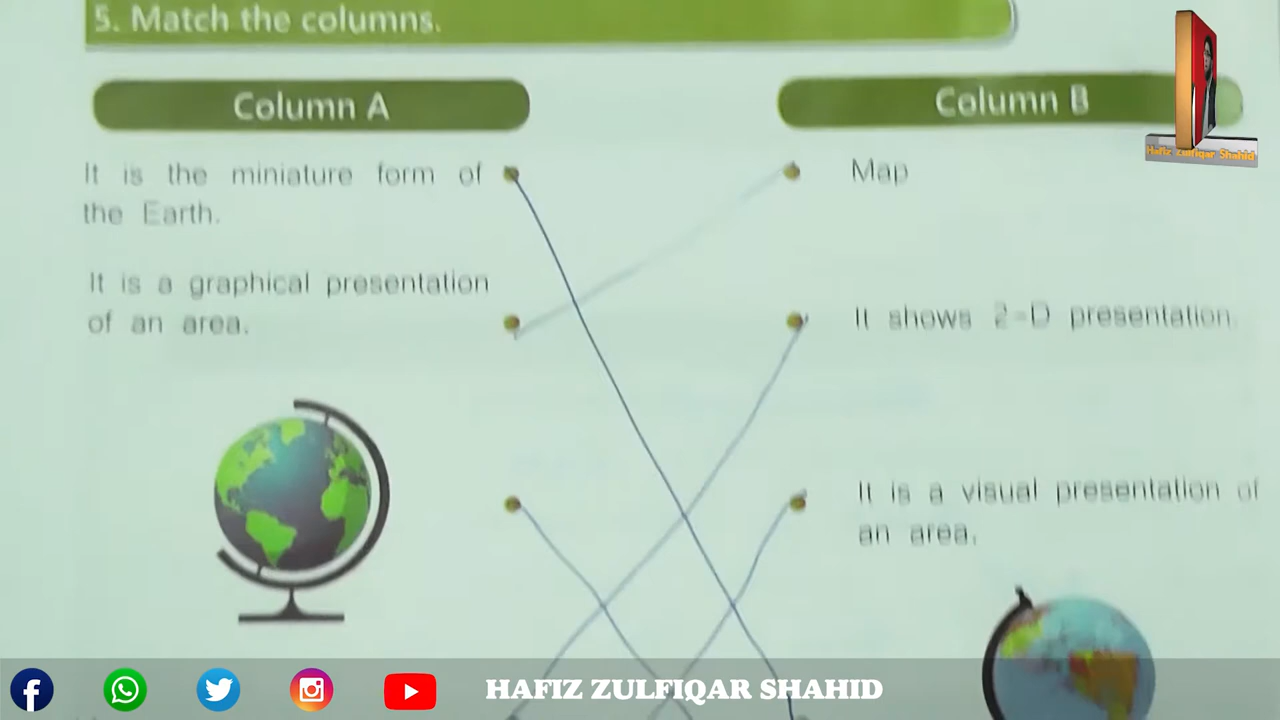 5. Match the columns.
Column A
Column B
It is the miniature form of
the Earth.
Map
It is a graphical presentation
of an area.
It shows 2-D presentation.
It is a visual presentation of
an area.
Hafiz Zulfiqar Shahid
HAFIZ ZULFIQAR SHAHID